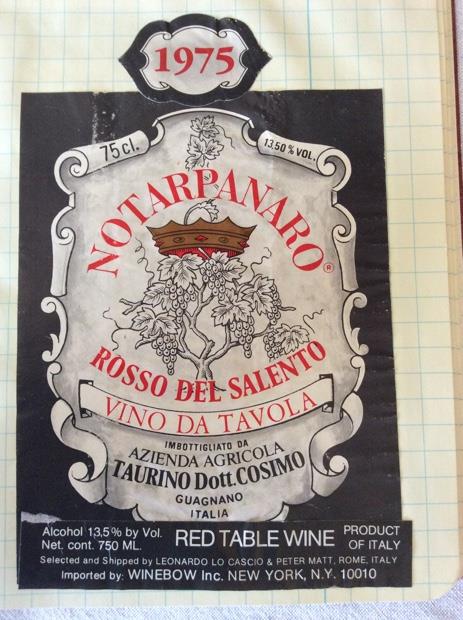 1975
75 cl.
13,50 % VOL.
NOTARPANARO®
ROSSO DEL SALENTO
VINO DA TAVOLA
IMBOTTIGLIATO DA
AZIENDA AGRICOLA
TAURINO Dott. COSIMO
GUAGNANO
ITALIA
Alcohol 13,5% by Vol.
Net. cont. 750 ML.
RED TABLE WINE
PRODUCT
OF ITALY
Selected and Shipped by LEONARDO LO CASCIO & PETER MATT, ROME, ITALY
Imported by: WINEBOW Inc. NEW YORK, N.Y. 10010